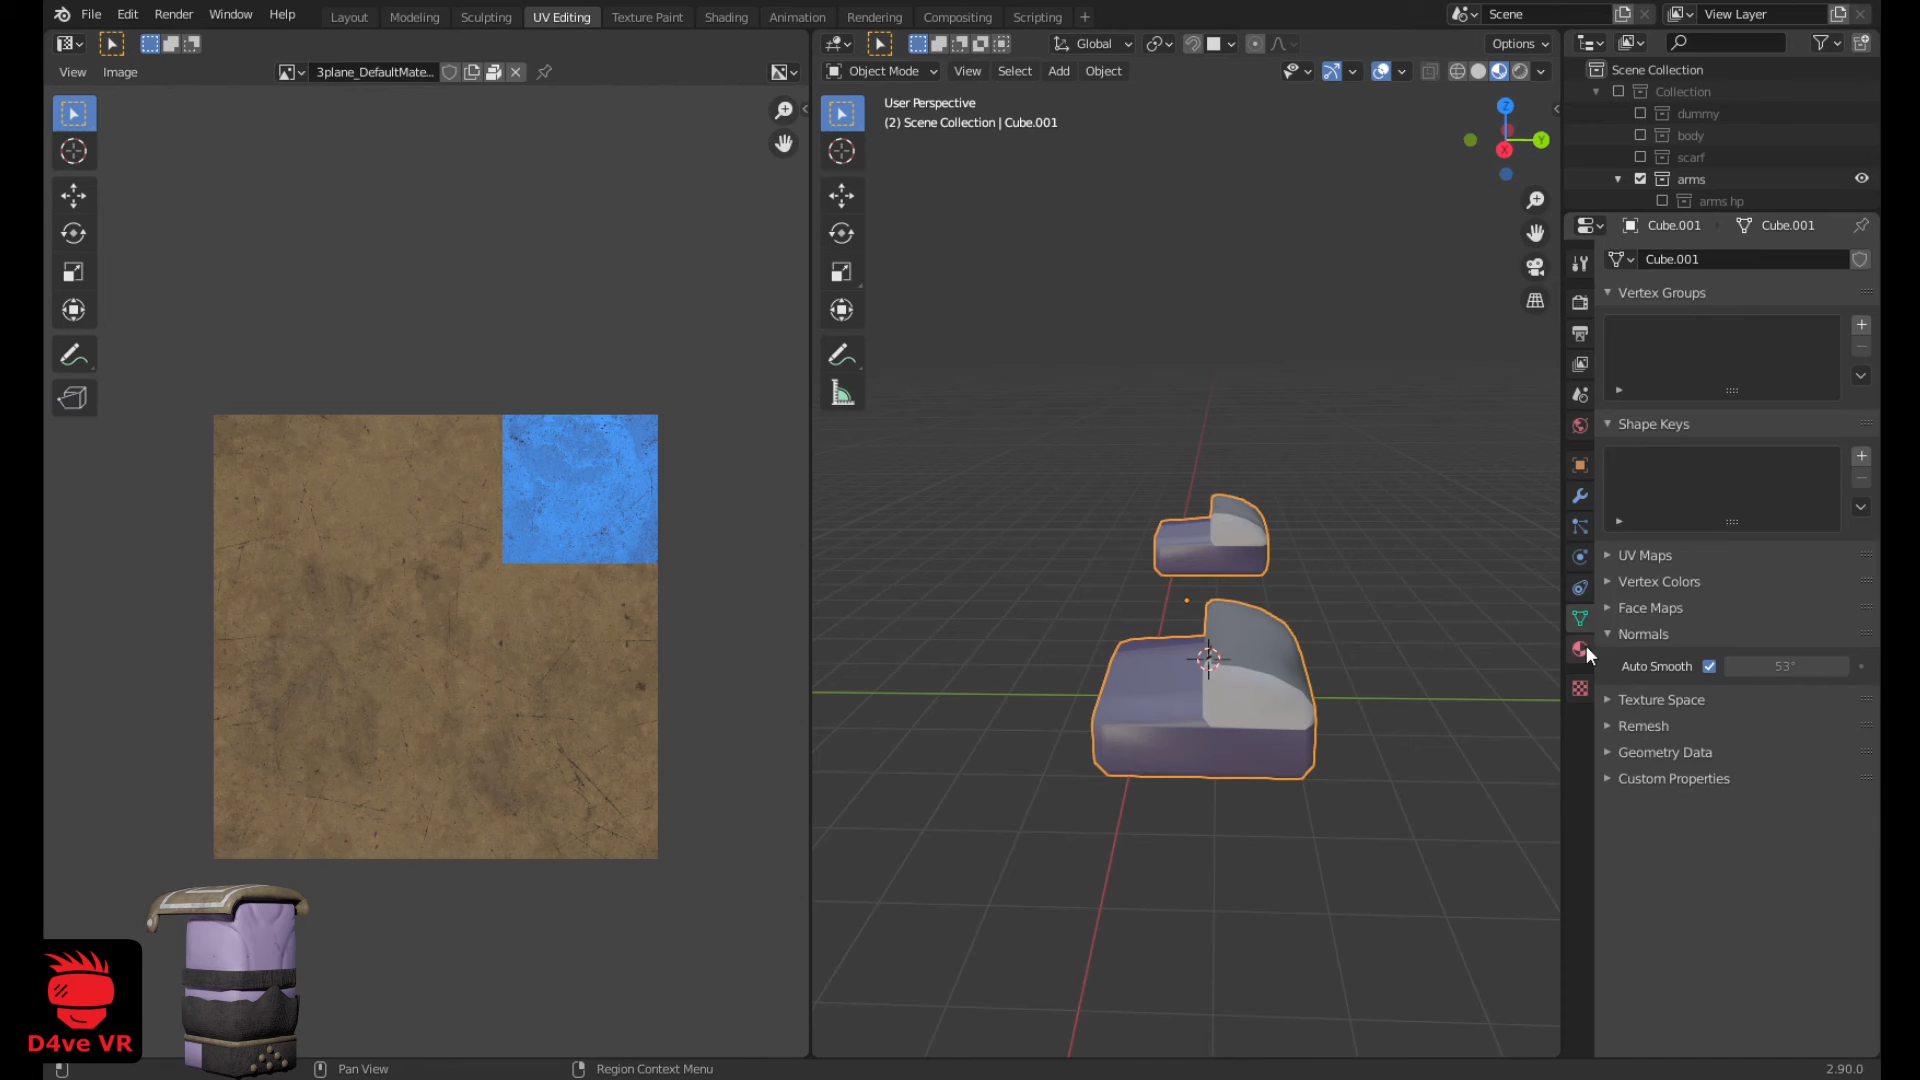 File Edit Render Window Help
Layout Modeling Sculpting UV Editing Texture Paint Shading Animation Rendering Compositing Scripting +
Scene
View Layer
Global
Options
View Image
3plane_DefaultMate...
Object Mode View Select Add Object
User Perspective
(2) Scene Collection | Cube.001
Z
Y
X
Scene Collection
Collection
dummy
body
scarf
arms
arms hp
Cube.001
Cube.001
Cube.001
Vertex Groups
Shape Keys
UV Maps
Vertex Colors
Face Maps
Normals
Auto Smooth 53°
Texture Space
Remesh
Geometry Data
Custom Properties
D4ve VR
Pan View
Region Context Menu
2.90.0